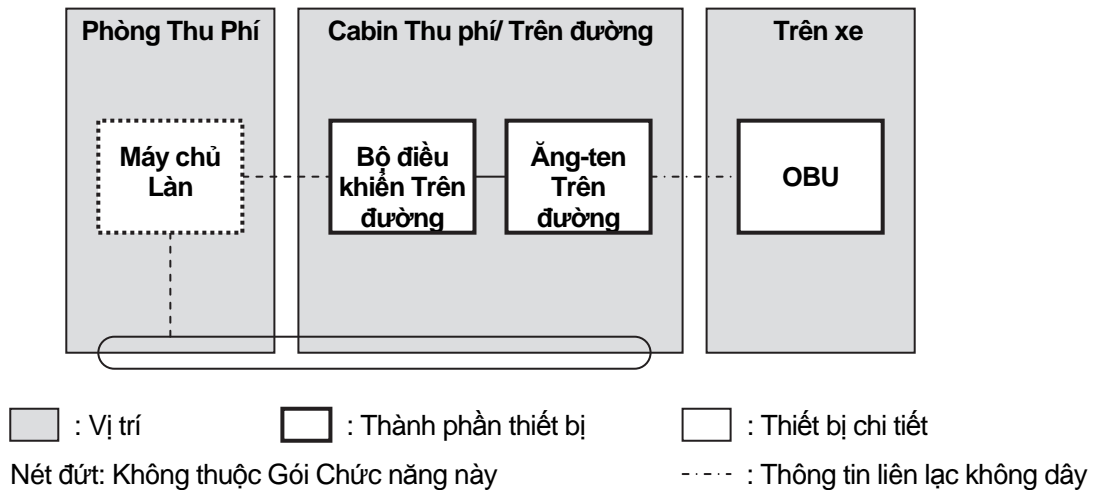 Phòng Thu Phí
Cabin Thu phí/ Trên đường
Trên xe
Máy chủ
Làn
Bộ điều
khiển Trên
đường
Ăng-ten
Trên
đường
OBU
: Vị trí
: Thành phần thiết bị
: Thiết bị chi tiết
Nét đứt: Không thuộc Gói Chức năng này
: Thông tin liên lạc không dây